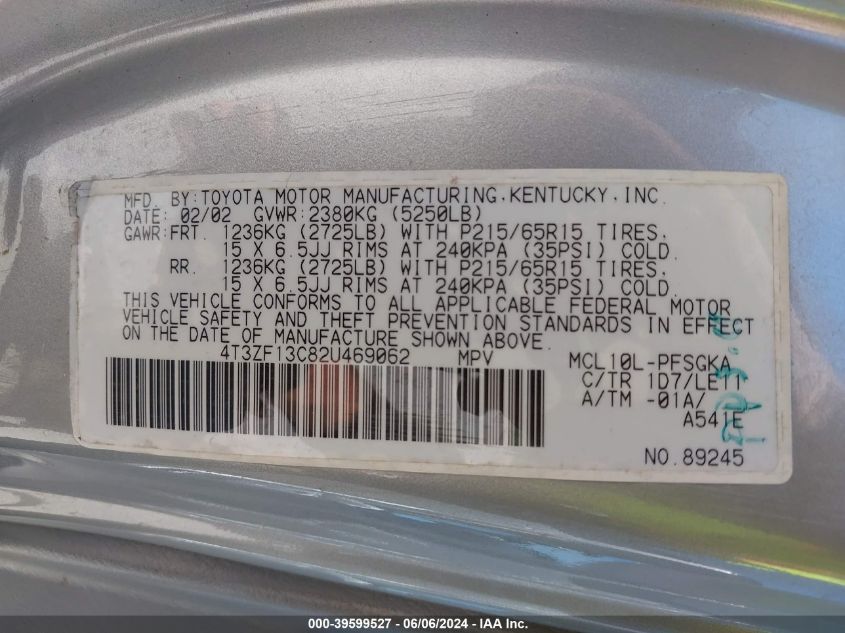 MFD. BY:TOYOTA MOTOR MANUFACTURING,KENTUCKY,INC.
DATE: 02/02 GVWR:2380KG (5250LB)
GAWR:FRT. 1236KG (2725LB) WITH P215/65R15 TIRES,
15 X 6.5JJ RIMS AT 240KPA (35PSI) COLD.
RR. 1236KG (2725LB) WITH P215/65R15 TIRES,
15 X 6.5JJ RIMS AT 240KPA (35PSI) COLD.
THIS VEHICLE CONFORMS TO ALL APPLICABLE FEDERAL MOTOR
VEHICLE SAFETY AND THEFT PREVENTION STANDARDS IN EFFECT
ON THE DATE OF MANUFACTURE SHOWN ABOVE.
4T3ZF13C82U469062 MPV
MCL10L-PFSGKA
C/TR 1D7/LE11
A/TM -01A/
A541E
NO.89245
000-39599527 - 06/06/2024 - IAA Inc.